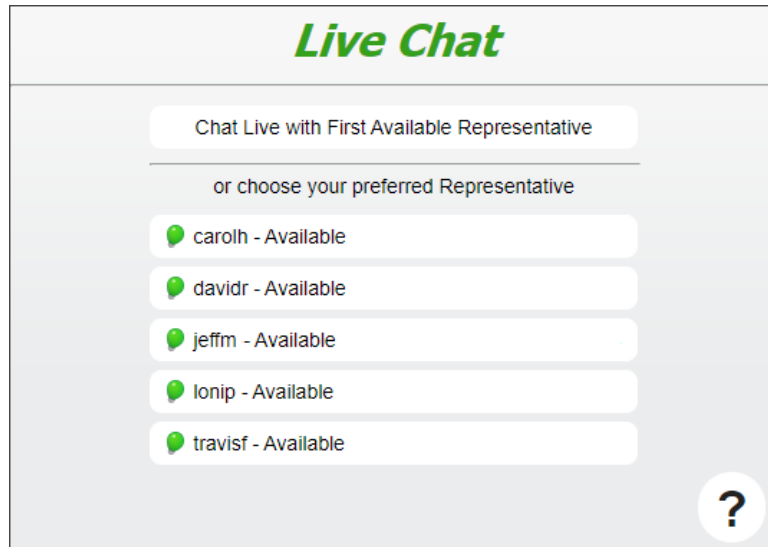 Live Chat
Chat Live with First Available Representative
or choose your preferred Representative
carolh - Available
davidr - Available
jeffm - Available
lonip - Available
travisf - Available
?